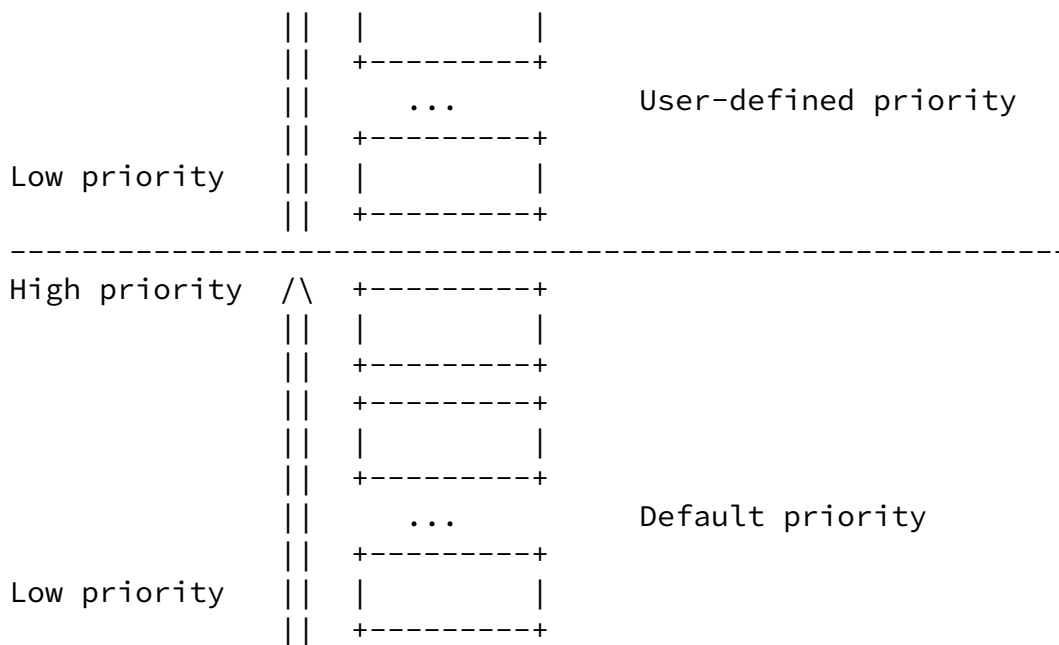 ||  |         |
               ||  +---------+
               ||     ...          User-defined priority
               ||  +---------+
Low priority   ||  |         |
               ||  +---------+
-----------------------------------------------------------
High priority  /\  +---------+
               ||  |         |
               ||  +---------+
               ||  +---------+
               ||  |         |
               ||  +---------+
               ||     ...          Default priority
               ||  +---------+
Low priority   ||  |         |
               ||  +---------+